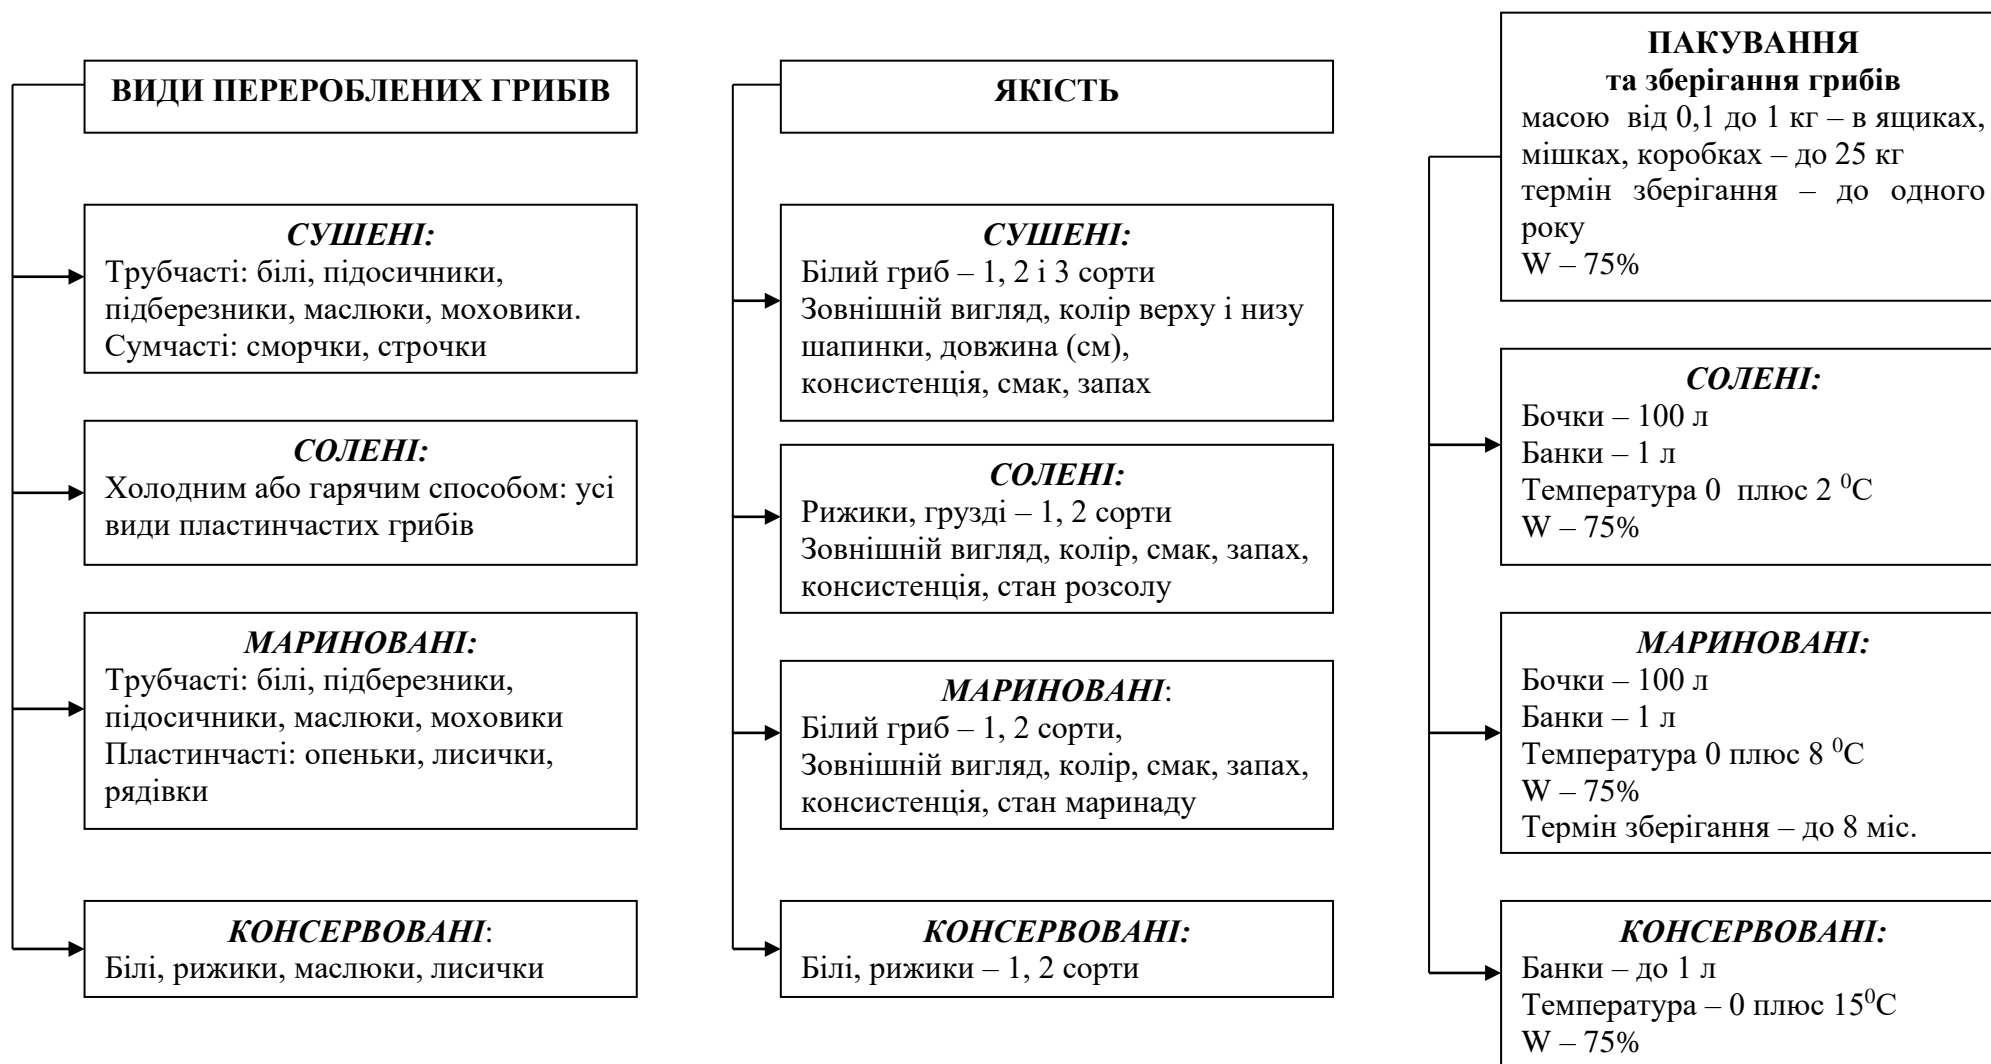 ВИДИ ПЕРЕРОБЛЕНИХ ГРИБІВ
СУШЕНІ:
Трубчасті: білі, підосичники,
підберезники, маслюки, моховики.
Сумчасті: сморчки, строчки
СОЛЕНІ:
Холодним або гарячим способом: усі
види пластинчастих грибів
МАРИНОВАНІ:
Трубчасті: білі, підберезники,
підосичники, маслюки, моховики
Пластинчасті: опеньки, лисички,
рядівки
КОНСЕРВОВАНІ:
Білі, рижики, маслюки, лисички
ЯКІСТЬ
СУШЕНІ:
Білий гриб – 1, 2 і 3 сорти
Зовнішній вигляд, колір верху і низу
шапинки, довжина (см),
консистенція, смак, запах
СОЛЕНІ:
Рижики, грузді – 1, 2 сорти
Зовнішній вигляд, колір, смак, запах,
консистенція, стан розсолу
МАРИНОВАНІ:
Білий гриб – 1, 2 сорти,
Зовнішній вигляд, колір, смак, запах,
консистенція, стан маринаду
КОНСЕРВОВАНІ:
Білі, рижики – 1, 2 сорти
ПАКУВАННЯ
та зберігання грибів
масою від 0,1 до 1 кг – в ящиках,
мішках, коробках – до 25 кг
термін зберігання – до одного
року
W – 75%
СОЛЕНІ:
Бочки – 100 л
Банки – 1 л
Температура 0 плюс 2 ⁰С
W – 75%
МАРИНОВАНІ:
Бочки – 100 л
Банки – 1 л
Температура 0 плюс 8 ⁰С
W – 75%
Термін зберігання – до 8 міс.
КОНСЕРВОВАНІ:
Банки – до 1 л
Температура – 0 плюс 15⁰С
W – 75%